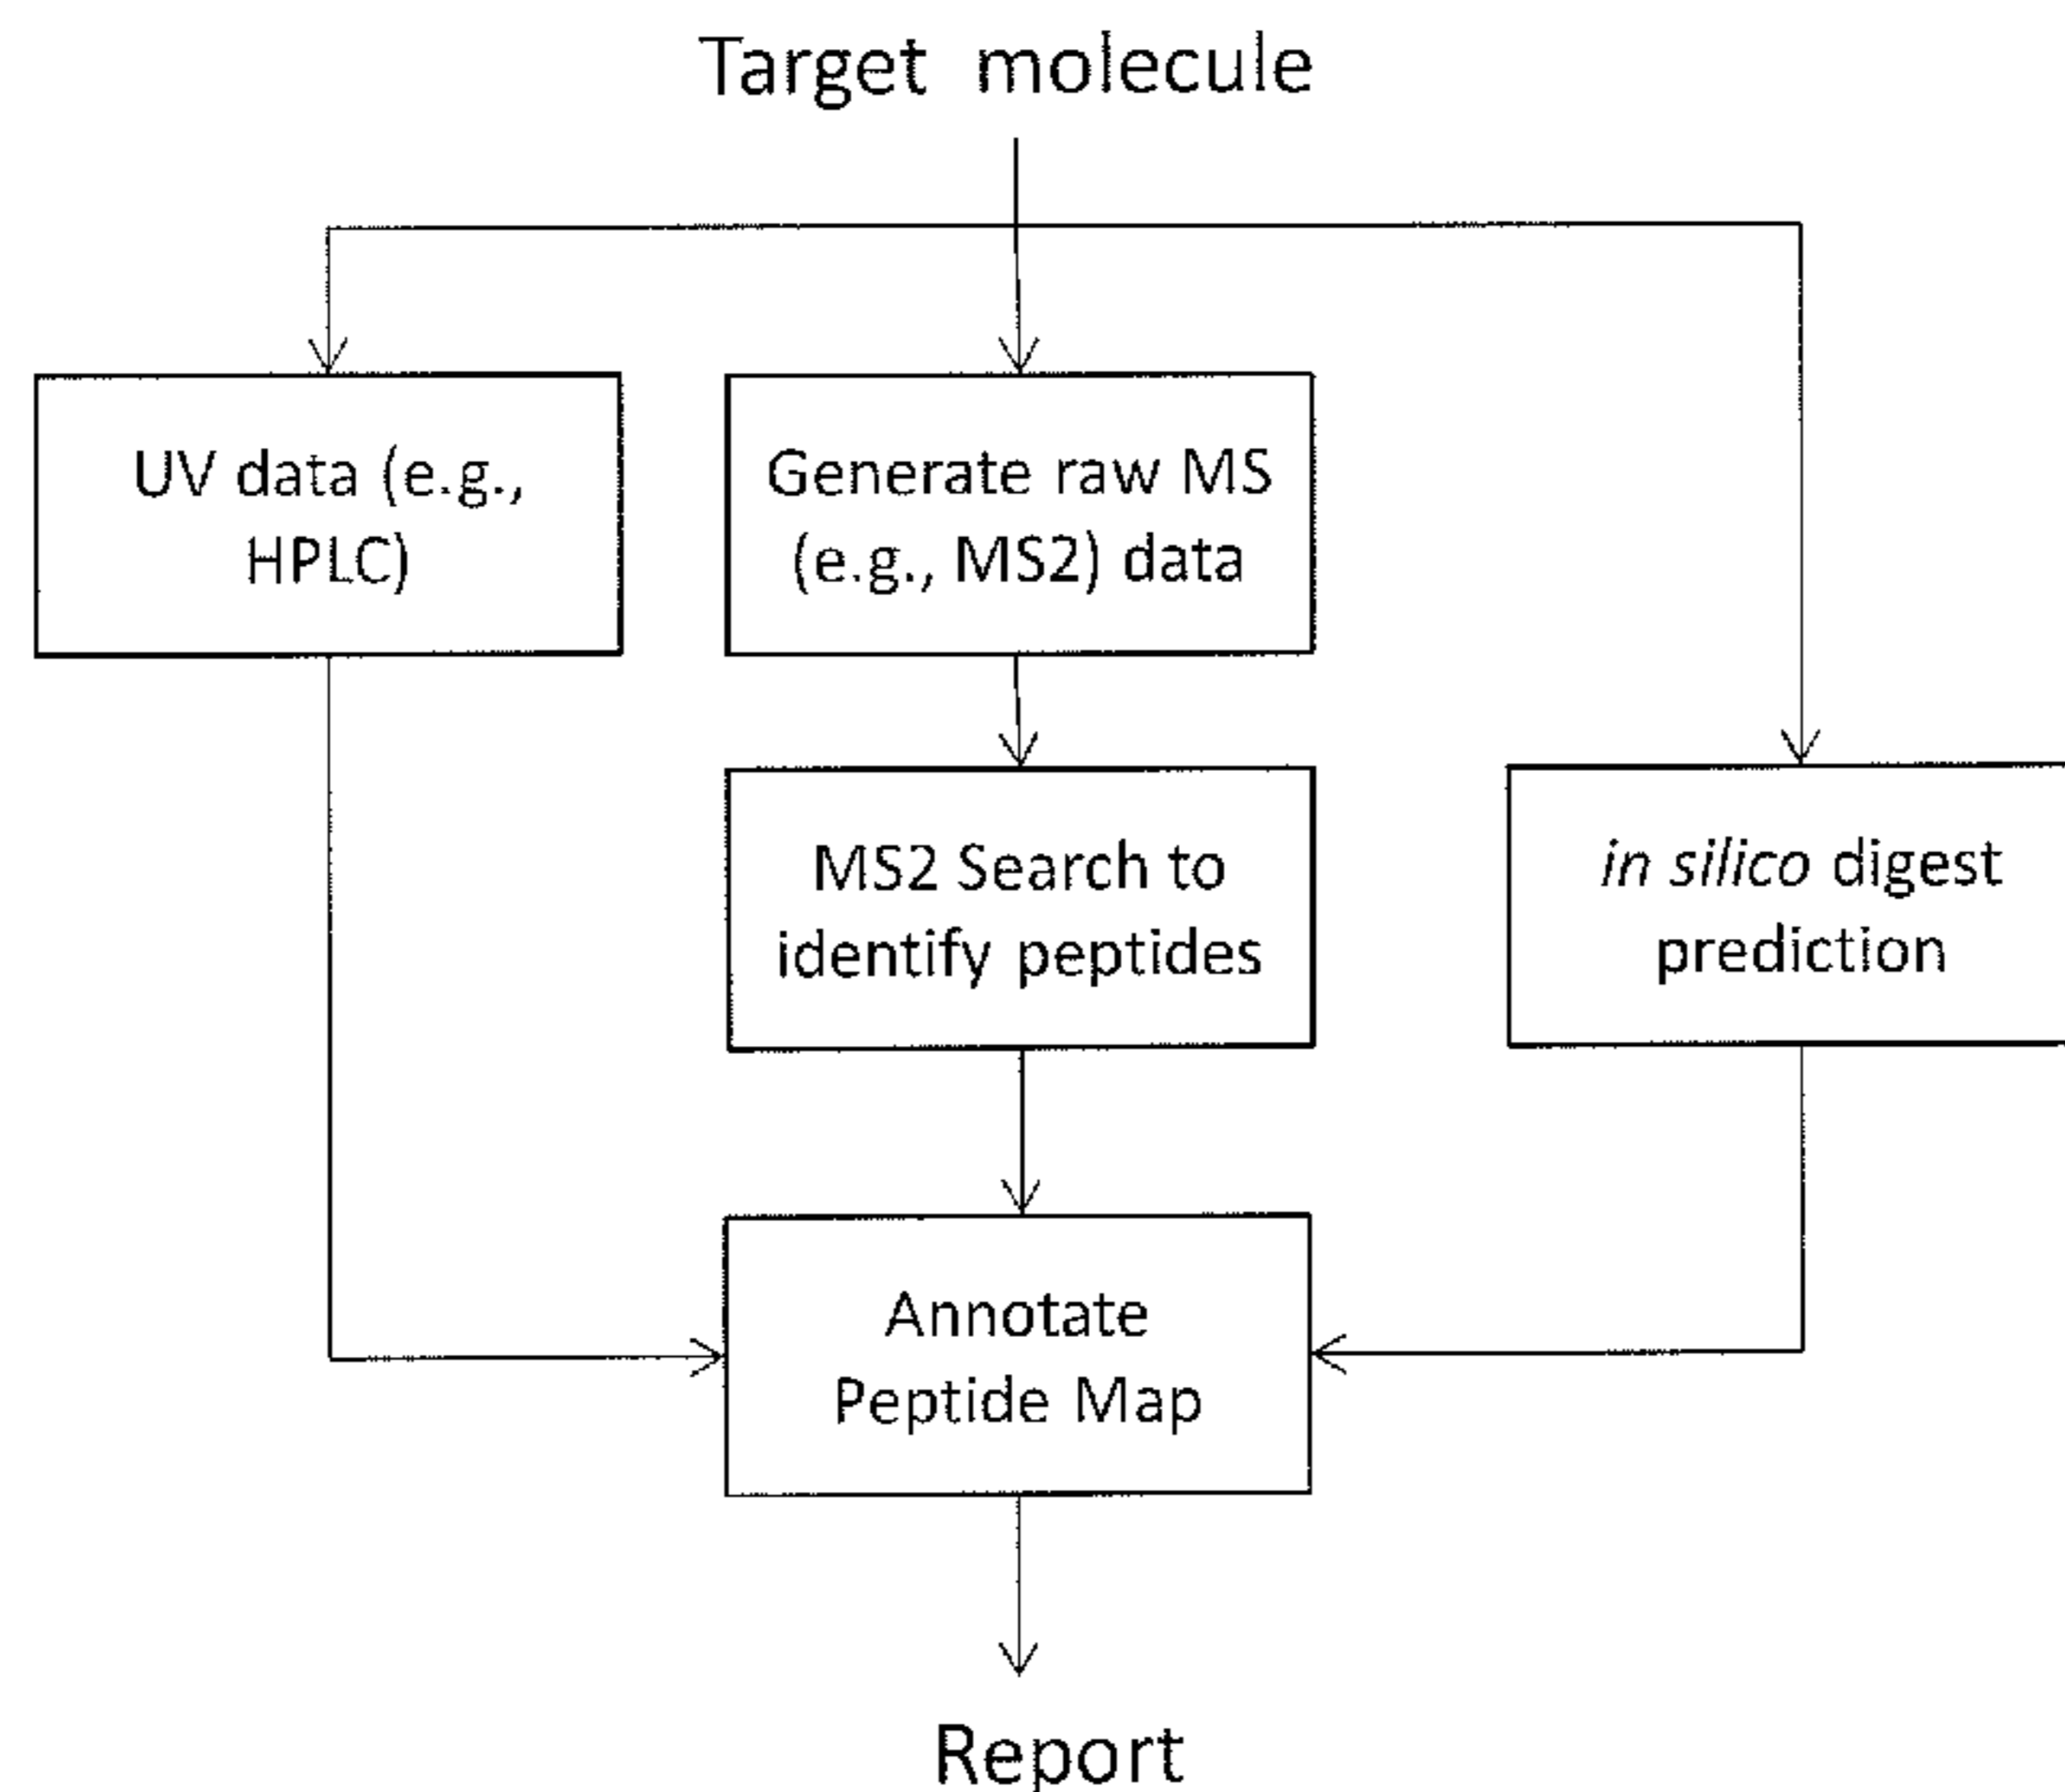 Target molecule
UV data (e.g.,
HPLC)
Generate raw MS
(e.g., MS2) data
MS2 Search to
identify peptides
in silico digest
prediction
Annotate
Peptide Map
Report